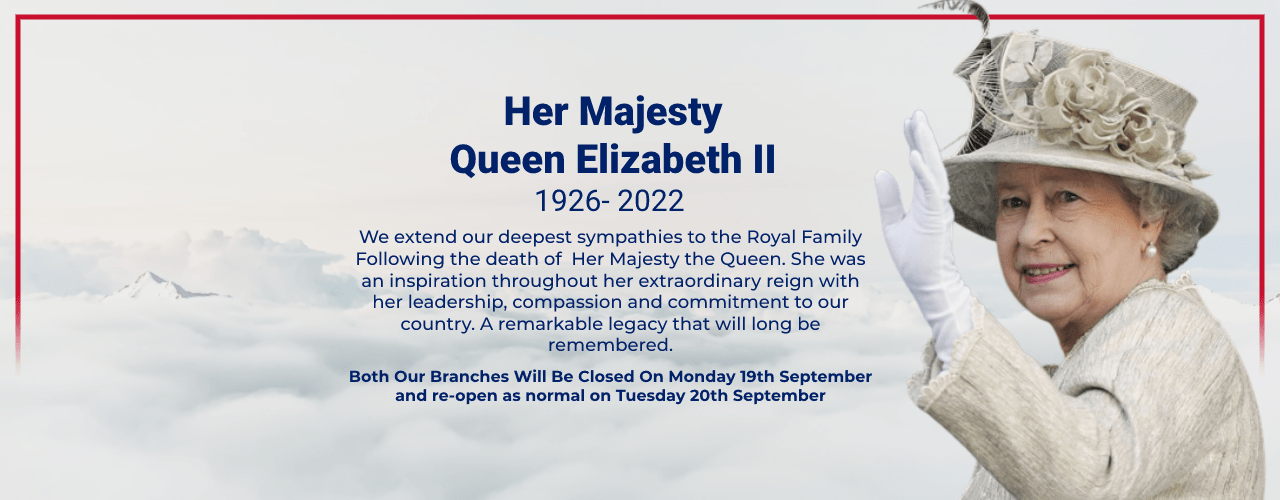 Her Majesty
Queen Elizabeth II
1926- 2022
We extend our deepest sympathies to the Royal Family
Following the death of  Her Majesty the Queen. She was
an inspiration throughout her extraordinary reign with
her leadership, compassion and commitment to our
country. A remarkable legacy that will long be
remembered.
Both Our Branches Will Be Closed On Monday 19th September
and re-open as normal on Tuesday 20th September